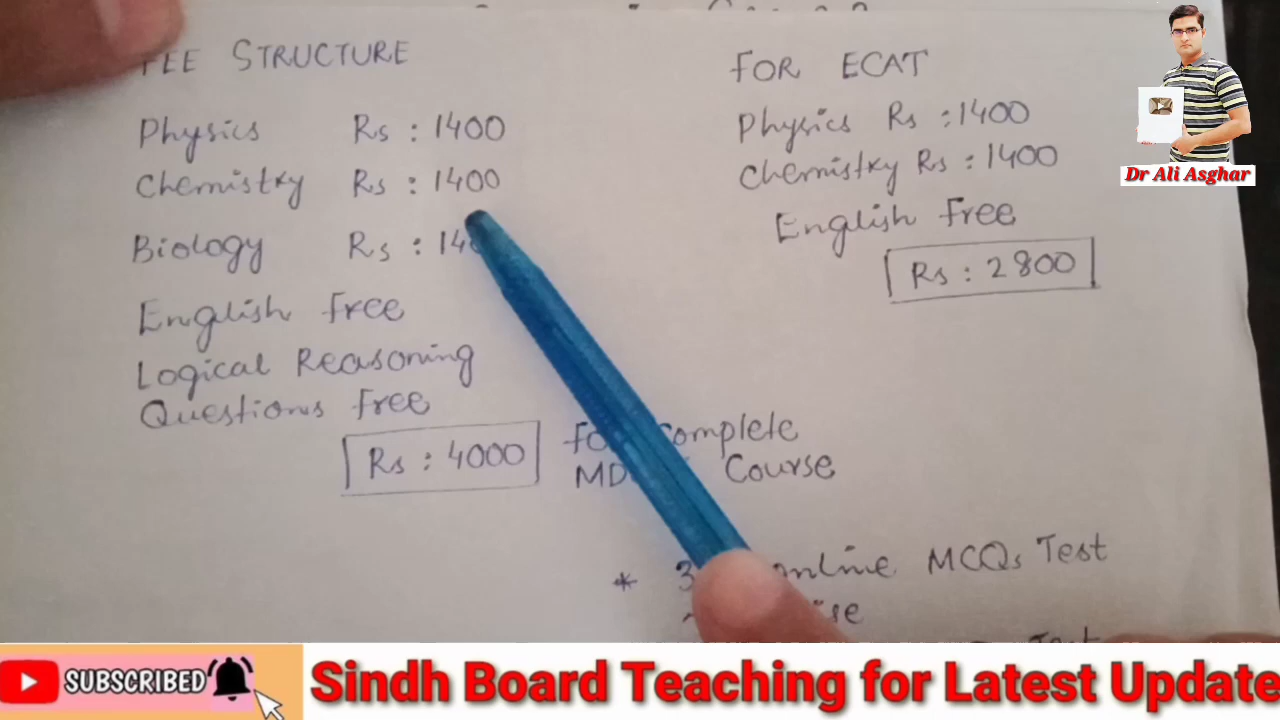 FEE STRUCTURE
Physics Rs : 1400
Chemistry Rs : 1400
Biology Rs :
English Free
Logical Reasoning
Questions Free
Rs : 4000
Complete
Course
FOR ECAT
Physics Rs : 1400
Chemistry Rs : 1400
English Free
Rs : 2800
* online MCQs Test
Dr Ali Asghar
SUBSCRIBED
Sindh Board Teaching for Latest Update